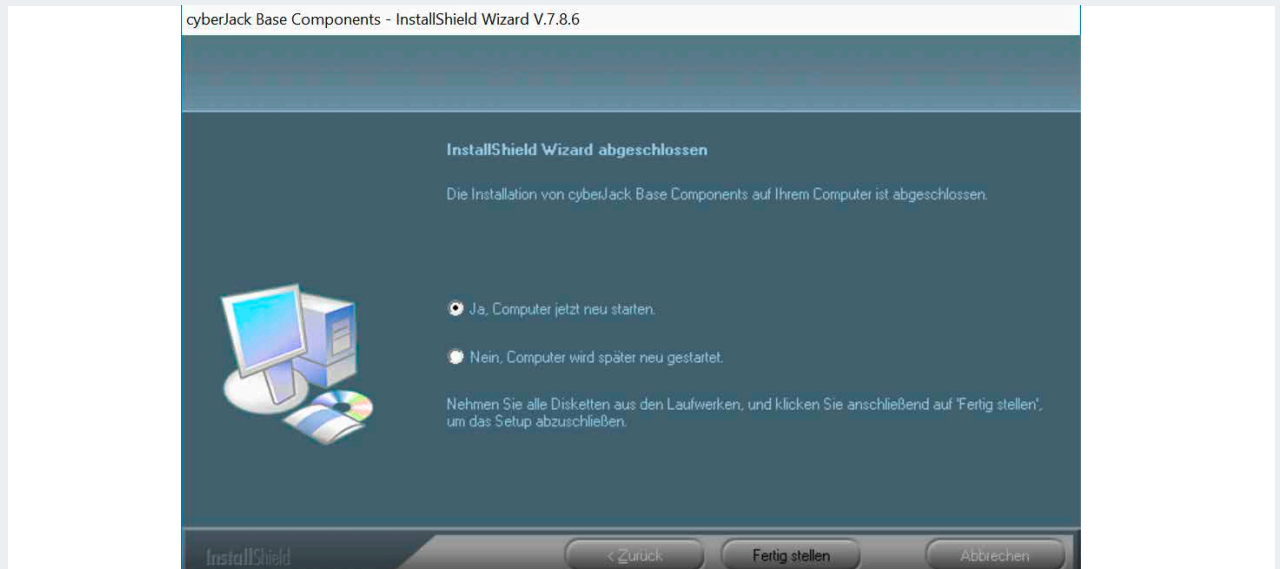 cyberJack Base Components - InstallShield Wizard V.7.8.6
InstallShield Wizard abgeschlossen
Die Installation von cyberJack Base Components auf Ihrem Computer ist abgeschlossen.
Ja, Computer jetzt neu starten.
Nein, Computer wird später neu gestartet.
Nehmen Sie alle Disketten aus den Laufwerken, und klicken Sie anschließend auf 'Fertig stellen',
um das Setup abzuschließen.
InstallShield
< Zurück
Fertig stellen
Abbrechen